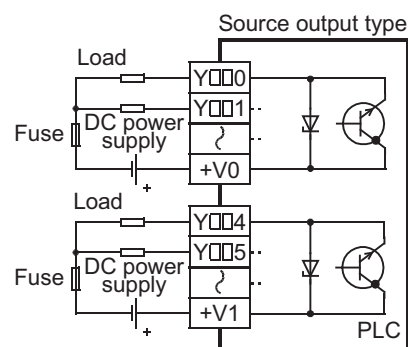 Source output type
Load
Y□□0
Y□□1
Fuse
DC power
supply
+V0
+
Load
Y□□4
Y□□5
Fuse
DC power
supply
+V1
+
PLC